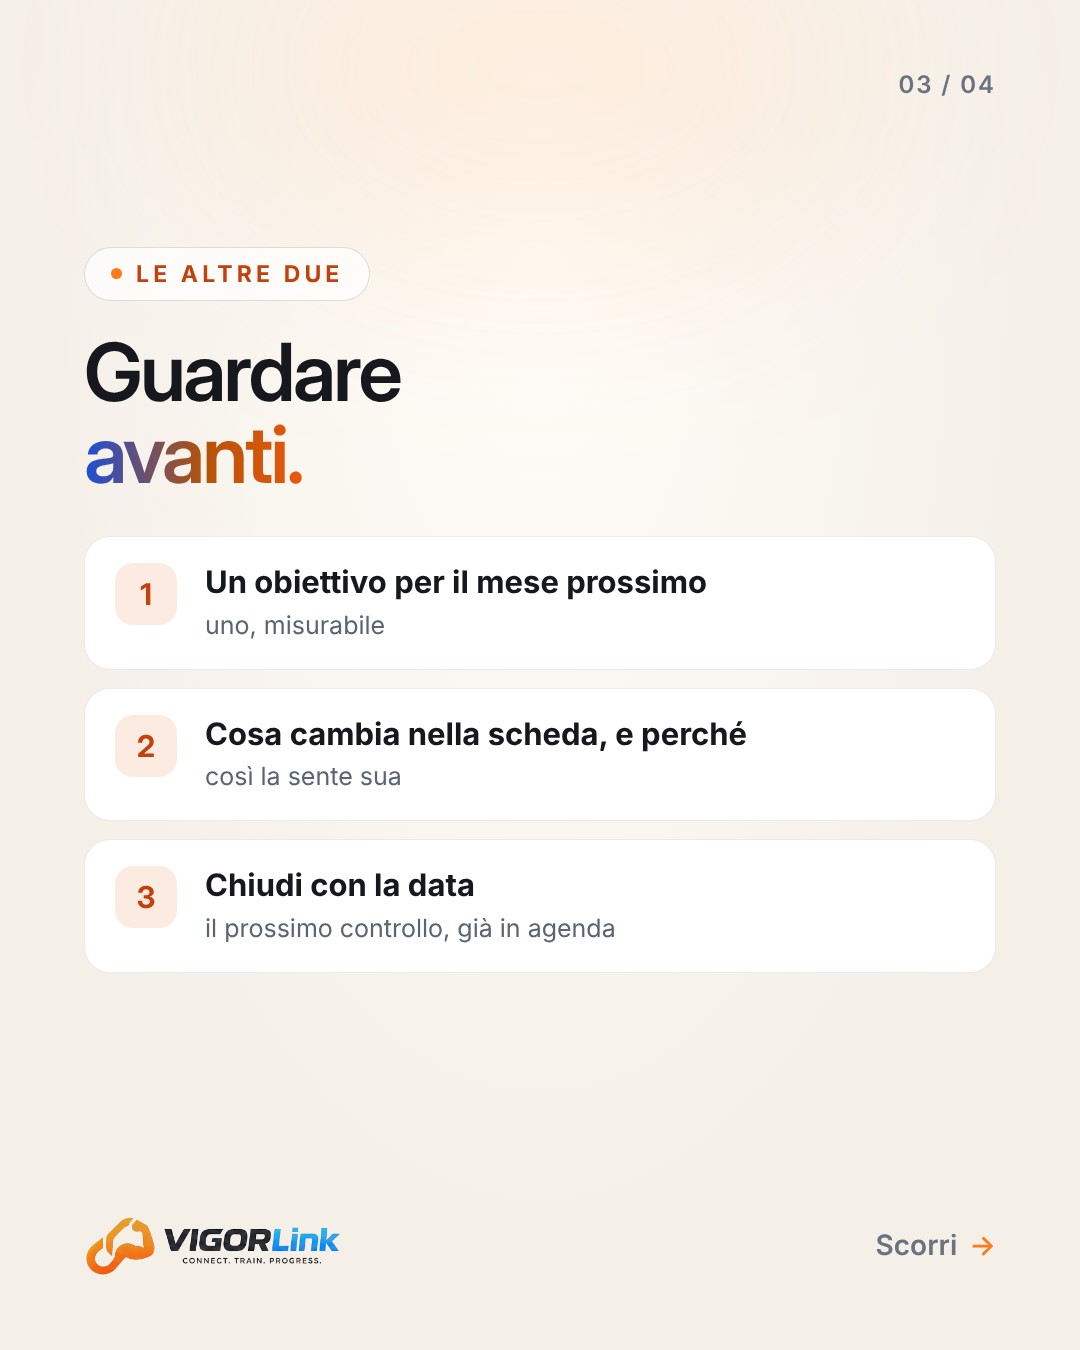 03 / 04
LE ALTRE DUE
Guardare
avanti.
1
Un obiettivo per il mese prossimo
uno, misurabile
2
Cosa cambia nella scheda, e perché
così la sente sua
3
Chiudi con la data
il prossimo controllo, già in agenda
VIGORLink
CONNECT. TRAIN. PROGRESS.
Scorri →